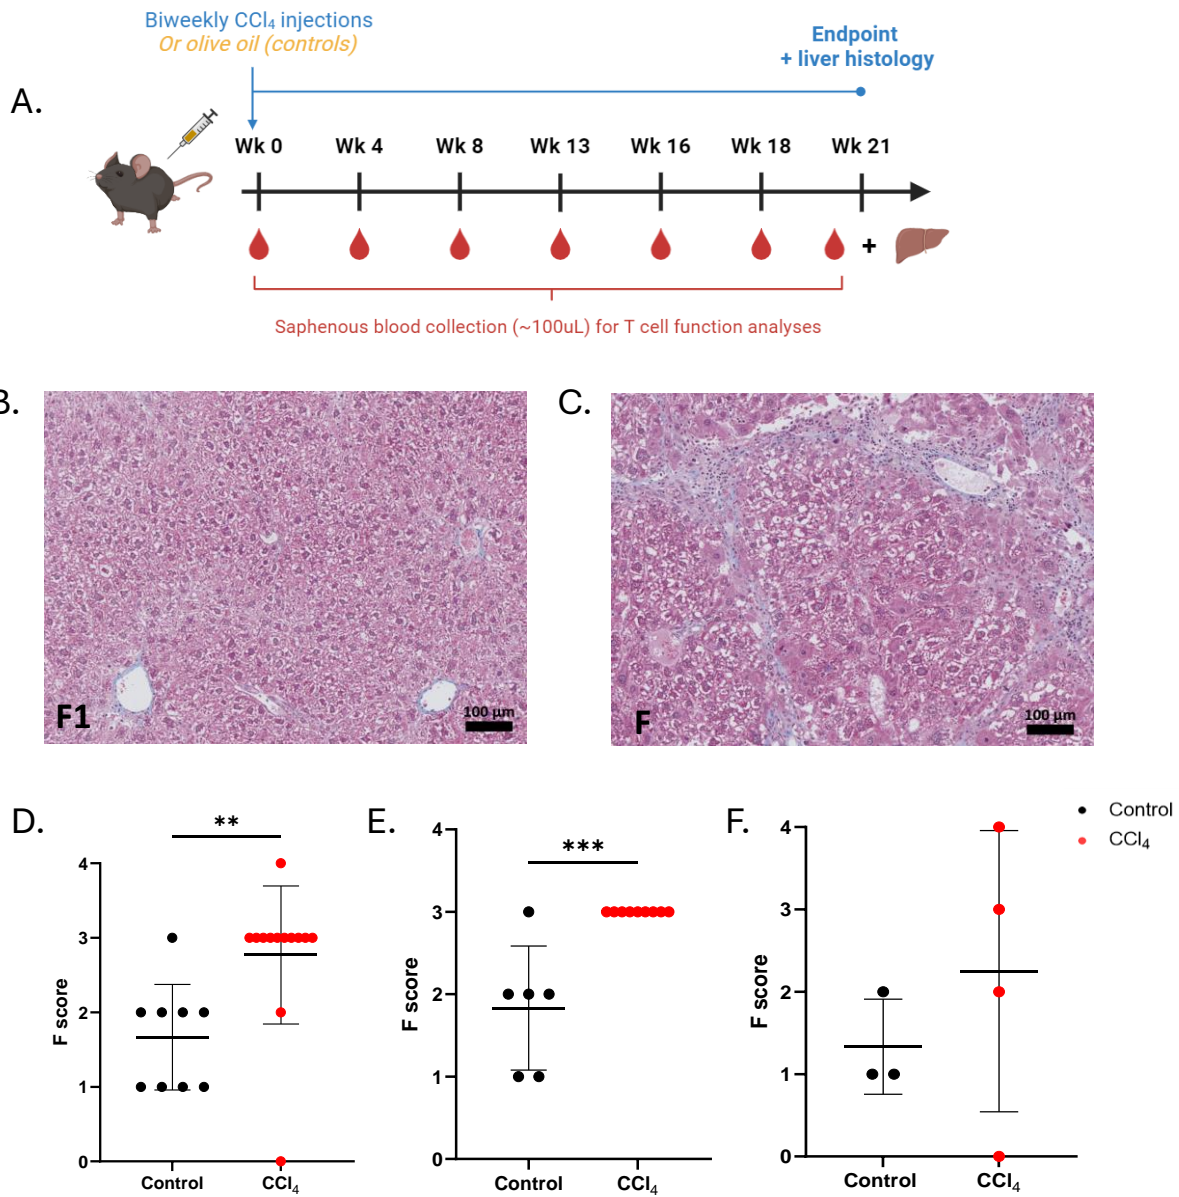 Biweekly CCl₄ injections
Or olive oil (controls)
Endpoint
+ liver histology
A.
Wk 0 Wk 4 Wk 8 Wk 13 Wk 16 Wk 18 Wk 21
+
Saphenous blood collection (~100uL) for T cell function analyses
B.
C.
F1
100 µm
F
100 µm
D.
E.
F.
Control
CCl₄
**
4
3
2
1
0
F score
Control
CCl₄
***
4
3
2
1
0
F score
Control
CCl₄
4
3
2
1
0
F score
Control
CCl₄